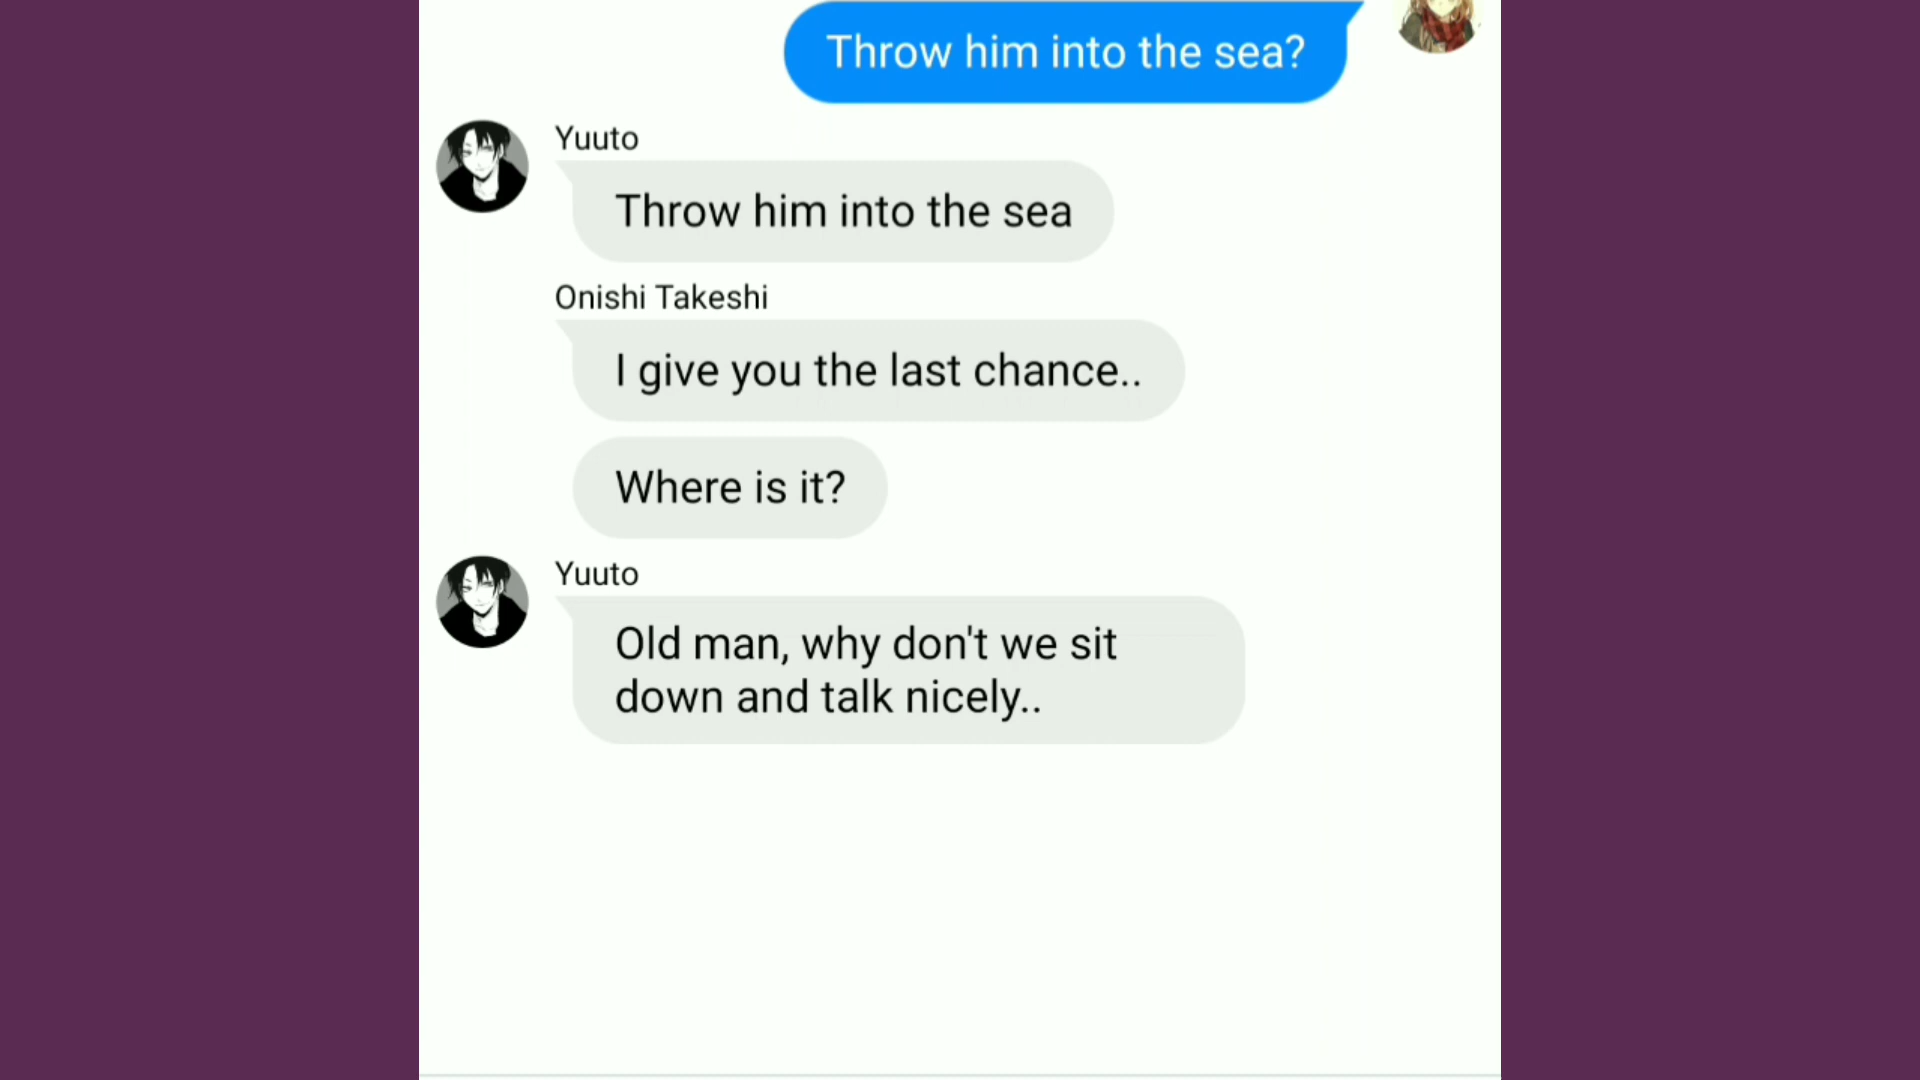 Throw him into the sea?
Yuuto
Throw him into the sea
Onishi Takeshi
I give you the last chance..
Where is it?
Yuuto
Old man, why don't we sit
down and talk nicely..